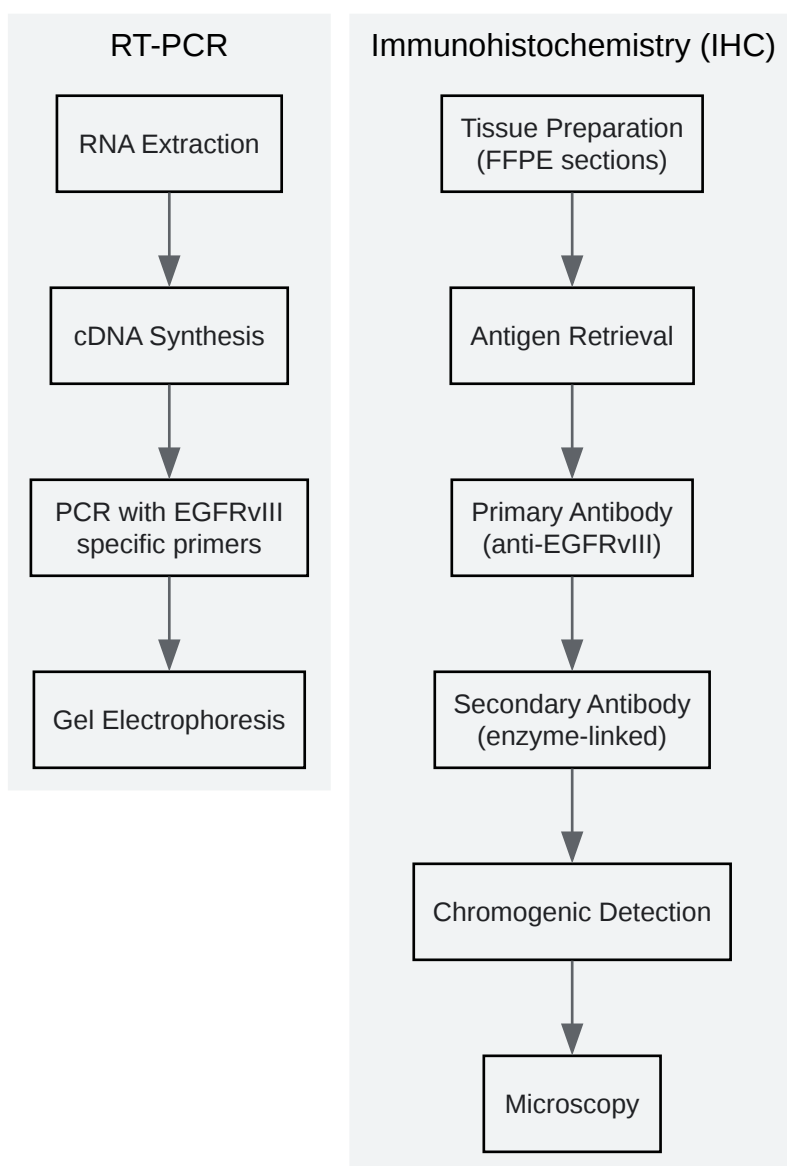 RT-PCR
RNA Extraction
cDNA Synthesis
PCR with EGFRvIII
specific primers
Gel Electrophoresis
Immunohistochemistry (IHC)
Tissue Preparation
(FFPE sections)
Antigen Retrieval
Primary Antibody
(anti-EGFRvIII)
Secondary Antibody
(enzyme-linked)
Chromogenic Detection
Microscopy